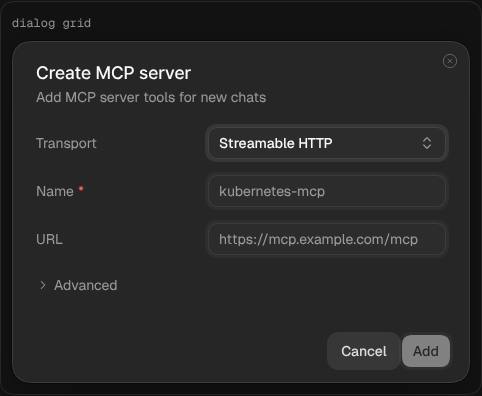 dialog grid
Create MCP server
Add MCP server tools for new chats
Transport
Streamable HTTP
Name *
kubernetes-mcp
URL
https://mcp.example.com/mcp
Advanced
Cancel
Add